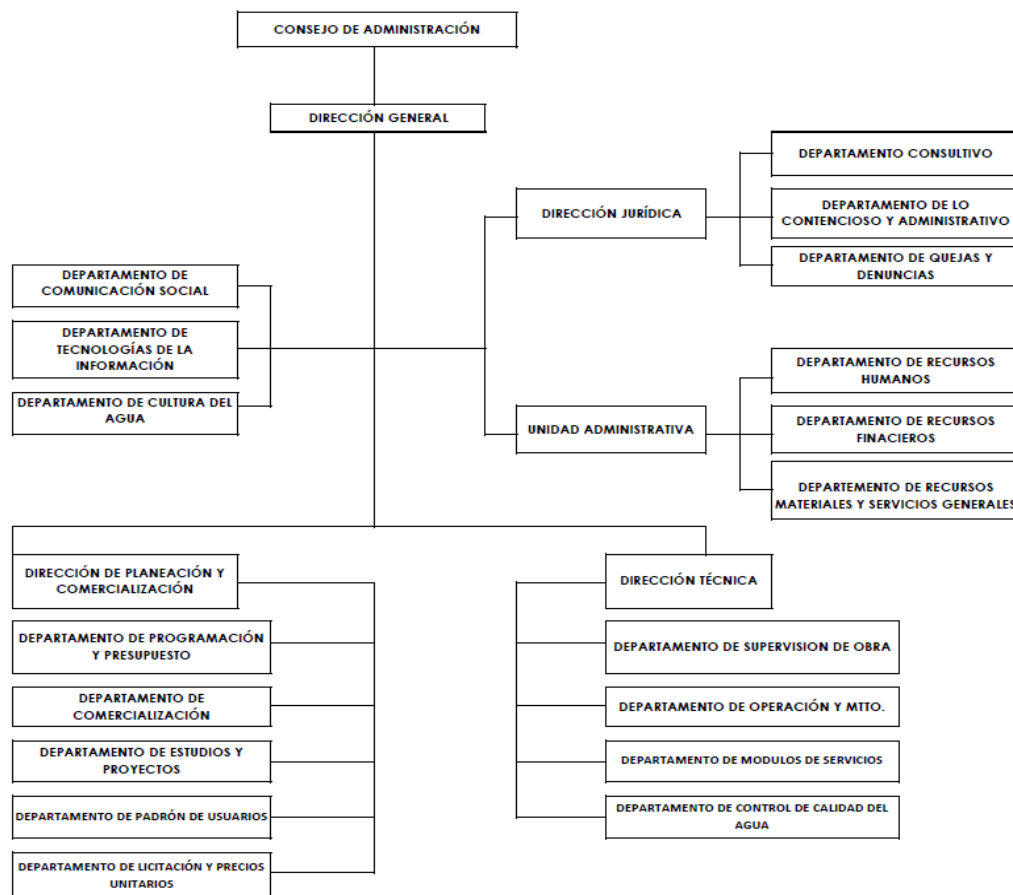 CONSEJO DE ADMINISTRACIÓN
DIRECCIÓN GENERAL
DIRECCIÓN JURÍDICA
DEPARTAMENTO CONSULTIVO
DEPARTAMENTO DE LO
CONTENCIOSO Y ADMINISTRATIVO
DEPARTAMENTO DE QUEJAS Y
DENUNCIAS
DEPARTAMENTO DE
COMUNICACIÓN SOCIAL
DEPARTAMENTO DE
TECNOLOGÍAS DE LA
INFORMACIÓN
DEPARTAMENTO DE CULTURA DEL
AGUA
UNIDAD ADMINISTRATIVA
DEPARTAMENTO DE RECURSOS
HUMANOS
DEPARTAMENTO DE RECURSOS
FINACIEROS
DEPARTEMENTO DE RECURSOS
MATERIALES Y SERVICIOS GENERALES
DIRECCIÓN DE PLANEACIÓN Y
COMERCIALIZACIÓN
DEPARTAMENTO DE PROGRAMACIÓN
Y PRESUPUESTO
DEPARTAMENTO DE
COMERCIALIZACIÓN
DEPARTAMENTO DE ESTUDIOS Y
PROYECTOS
DEPARTAMENTO DE PADRÓN DE USUARIOS
DEPARTAMENTO DE LICITACIÓN Y PRECIOS
UNITARIOS
DIRECCIÓN TÉCNICA
DEPARTAMENTO DE SUPERVISION DE OBRA
DEPARTAMENTO DE OPERACIÓN Y MTTO.
DEPARTAMENTO DE MODULOS DE SERVICIOS
DEPARTAMENTO DE CONTROL DE CALIDAD DEL
AGUA